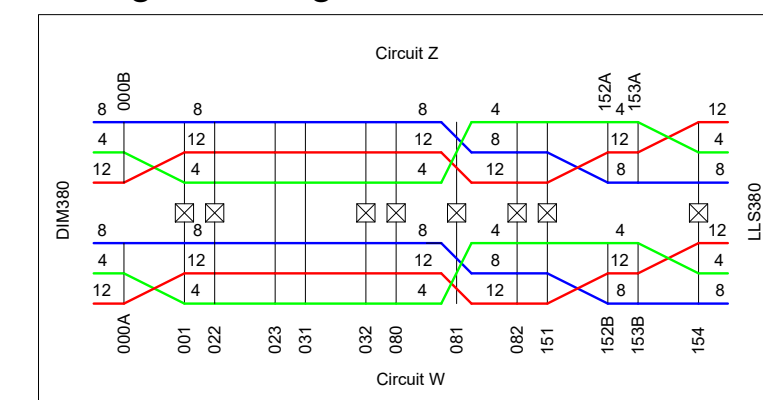 Circuit Z
000B 152A 153A
8 8 8 4 4 12
4 12 12 8 12 4
12 4 4 12 8 8
DIM380 LLS380
8 8 8 4 4 12
4 12 12 8 12 4
12 4 4 12 8 8
000A 001 022 023 031 032 080 081 082 151 152B 153B 154
Circuit W